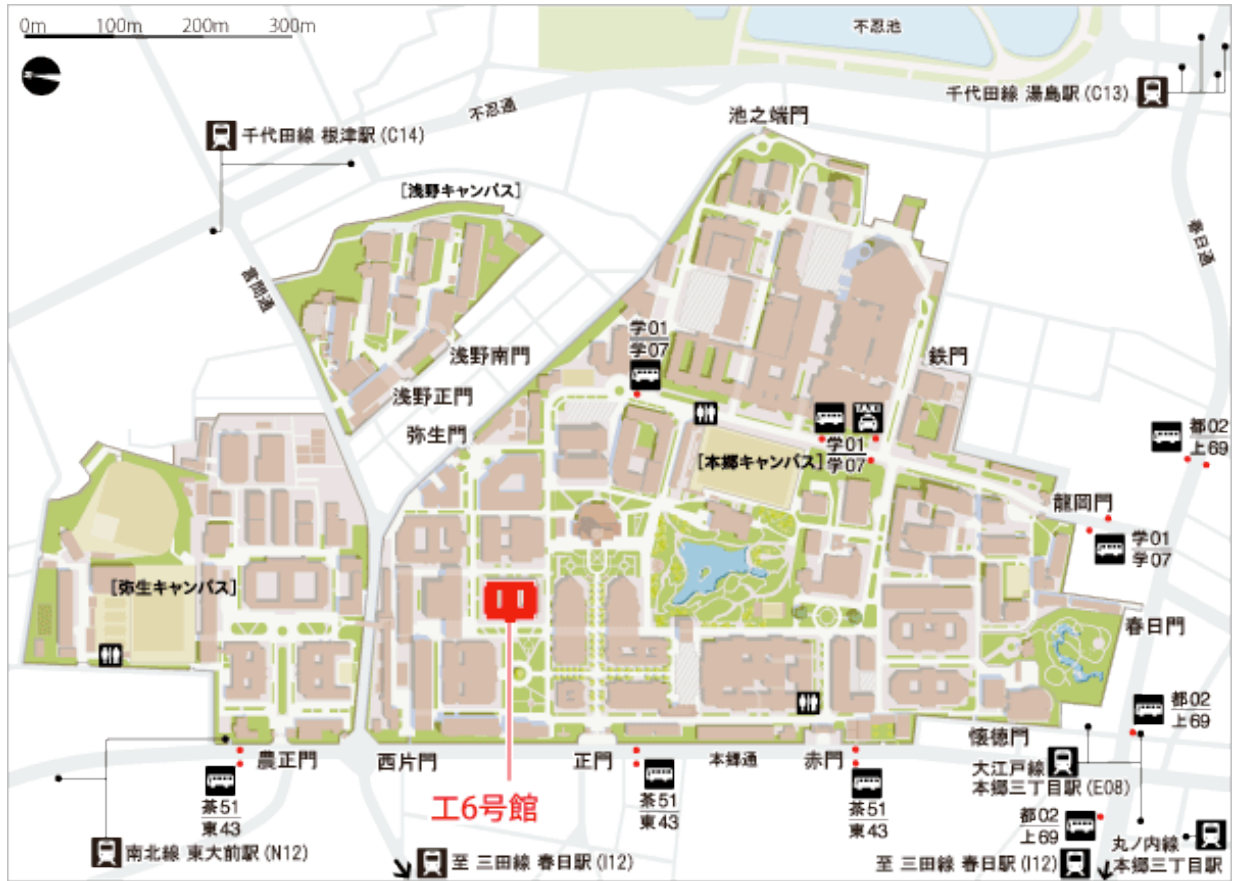 0m 100m 200m 300m
不忍池
千代田線 湯島駅 (C13)
不忍通
池之端門
千代田線 根津駅 (C14)
[浅野キャンパス]
春日通
言問通
学01
学07
浅野南門
鉄門
浅野正門
TAXI
弥生門
都02
上69
学01
学07
[本郷キャンパス]
龍岡門
学01
学07
[弥生キャンパス]
春日門
都02
上69
農正門
西片門
正門
本郷通
赤門
懐徳門
大江戸線
本郷三丁目駅 (E08)
茶51
東43
工6号館
茶51
東43
茶51
東43
都02
上69
南北線 東大前駅 (N12)
至 三田線 春日駅 (I12)
至 三田線 春日駅 (I12)
丸ノ内線
本郷三丁目駅